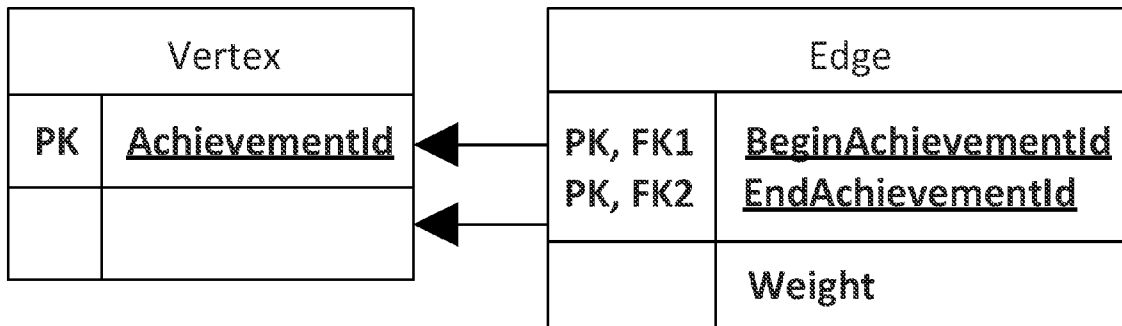 Vertex
PK AchievementId
Edge
PK, FK1 BeginAchievementId
PK, FK2 EndAchievementId
Weight